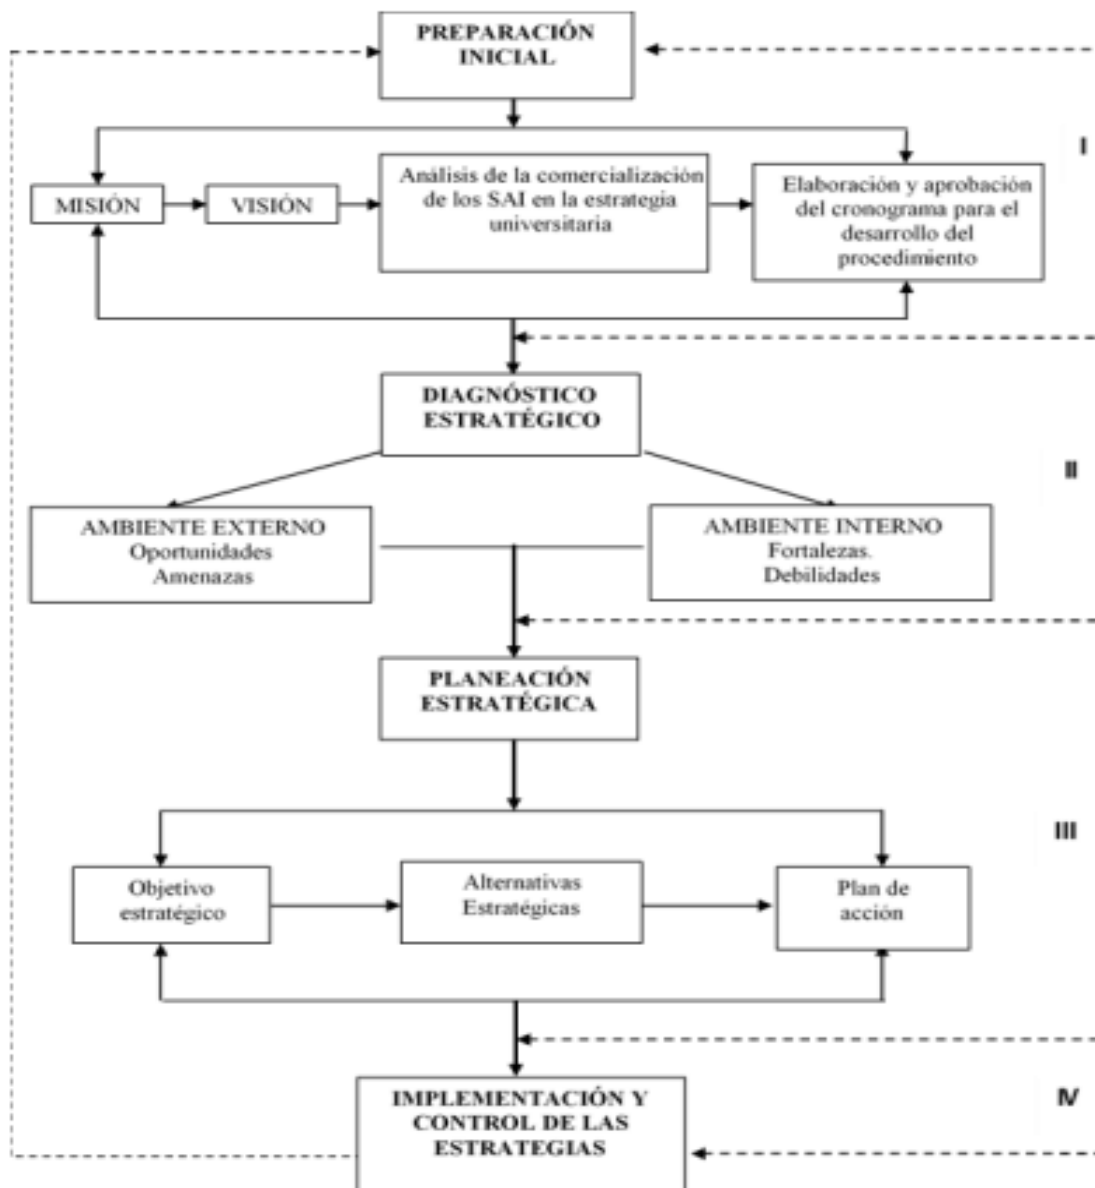 PREPARACIÓN
INICIAL
I
MISIÓN
VISIÓN
Análisis de la comercialización
de los SAI en la estrategia
universitaria
Elaboración y aprobación
del cronograma para el
desarrollo del
procedimiento
DIAGNÓSTICO
ESTRATÉGICO
II
AMBIENTE EXTERNO
Oportunidades
Amenazas
AMBIENTE INTERNO
Fortalezas.
Debilidades
PLANEACIÓN
ESTRATÉGICA
III
Objetivo
estratégico
Alternativas
Estratégicas
Plan de
acción
IV
IMPLEMENTACIÓN Y
CONTROL DE LAS
ESTRATEGIAS